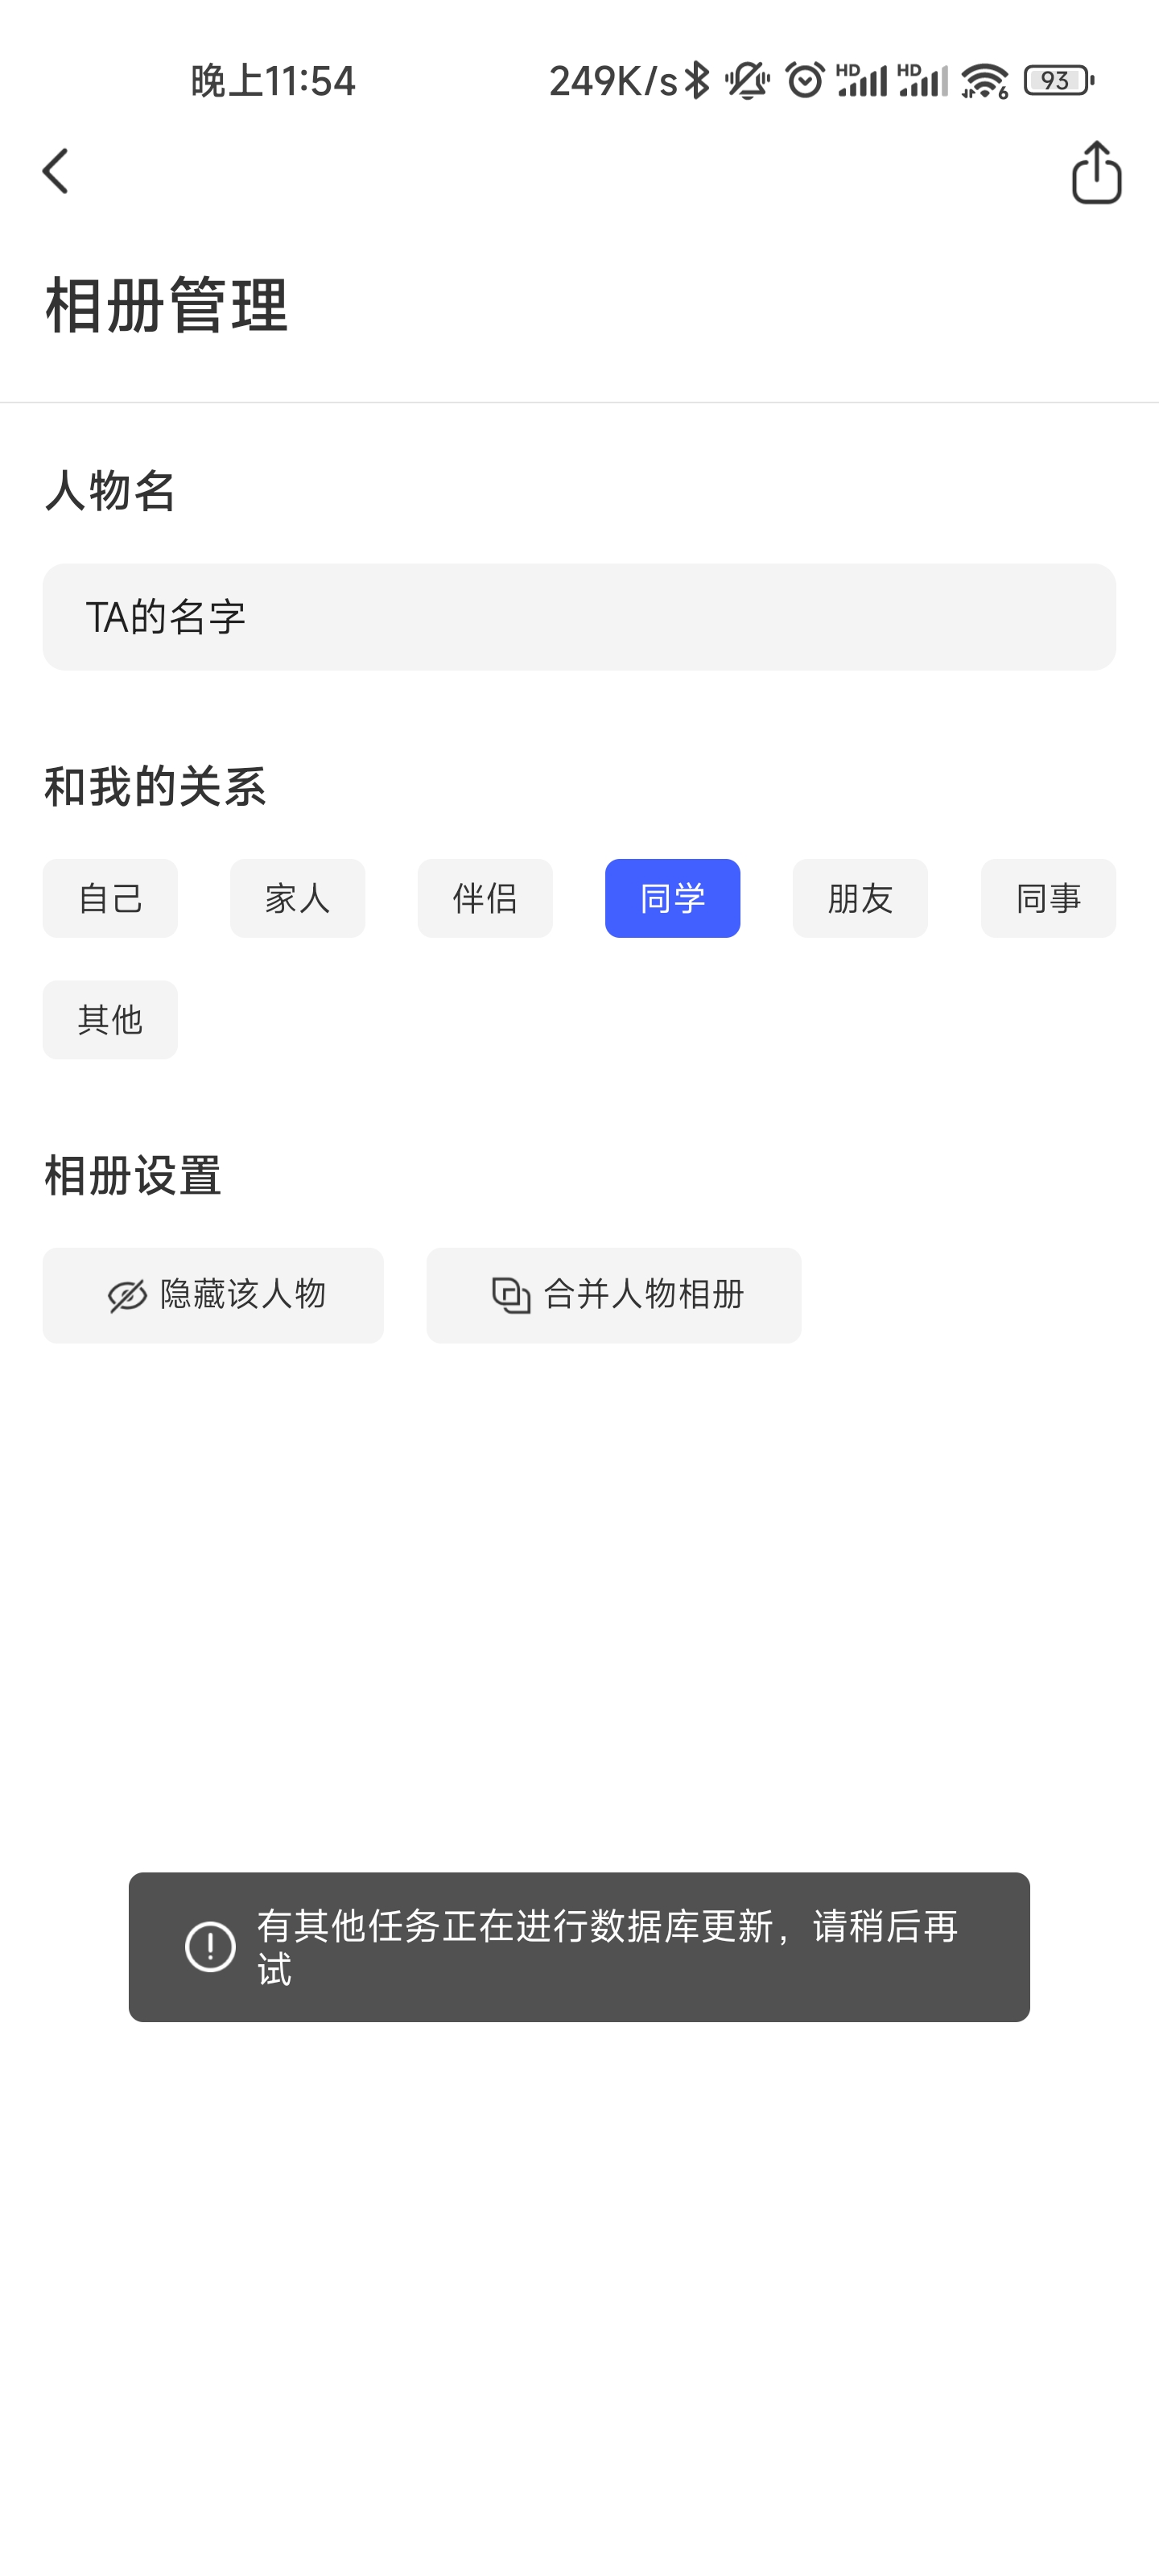 晚上11:54 249K/s HD HD 6 93
相册管理
人物名
TA的名字
和我的关系
自己 家人 伴侣 同学 朋友 同事
其他
相册设置
隐藏该人物 合并人物相册
有其他任务正在进行数据库更新，请稍后再
试